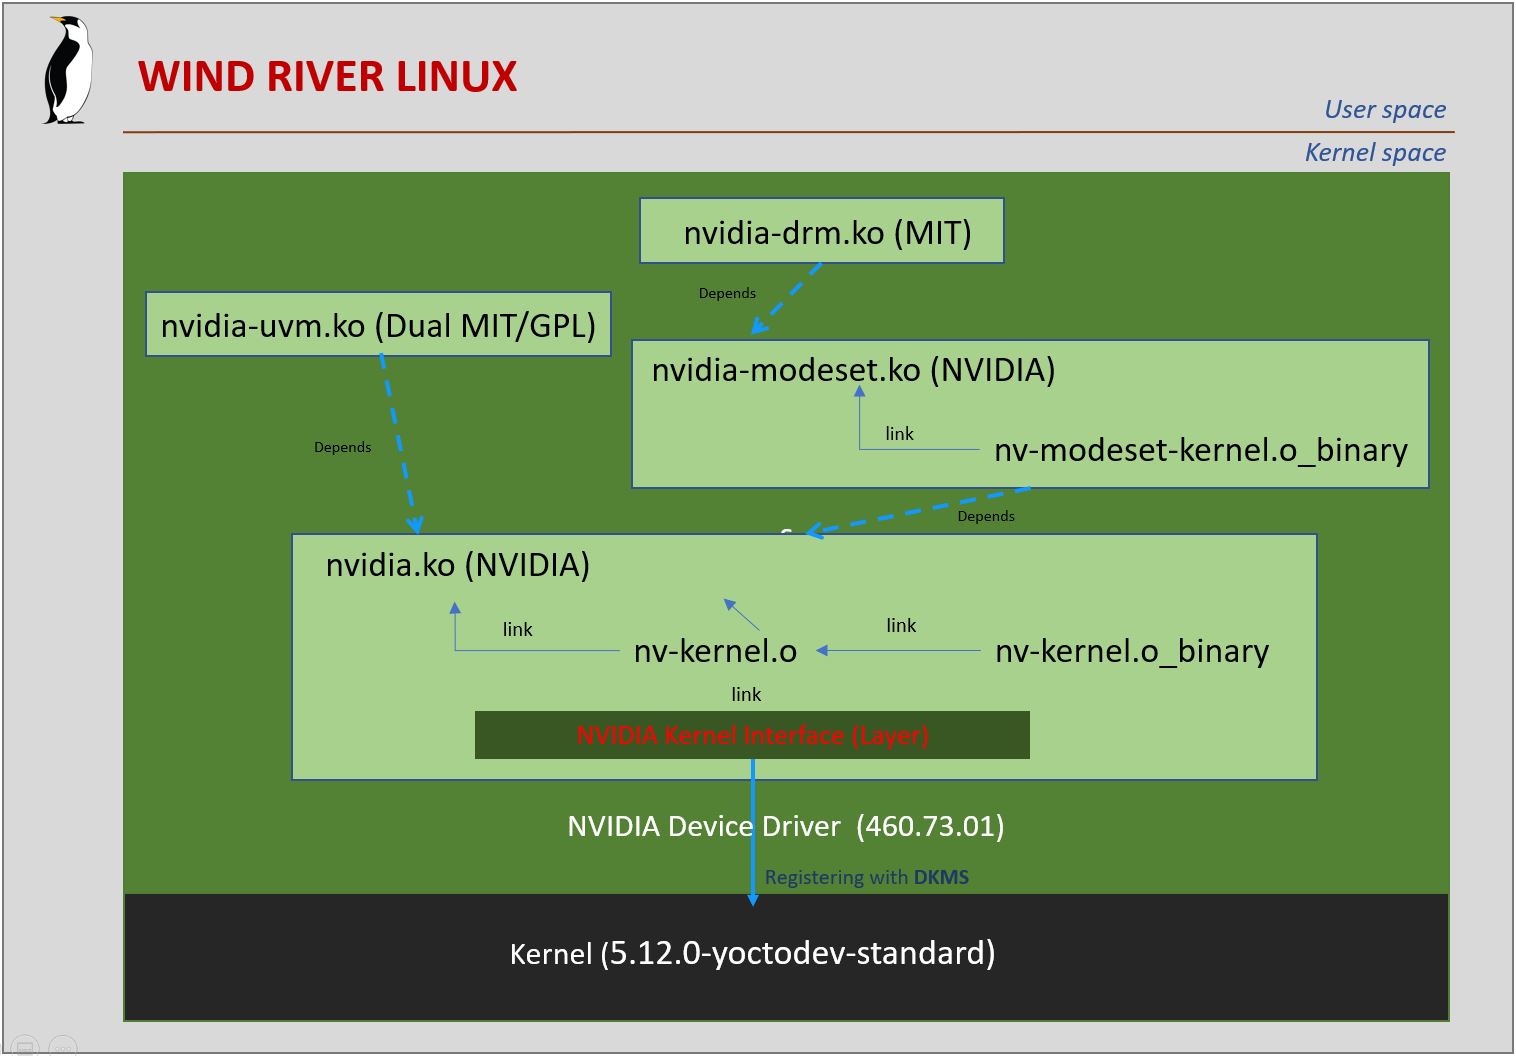 WIND RIVER LINUX
User space
Kernel space
nvidia-drm.ko (MIT)
Depends
nvidia-uvm.ko (Dual MIT/GPL)
nvidia-modeset.ko (NVIDIA)
link
nv-modeset-kernel.o_binary
Depends
Depends
nvidia.ko (NVIDIA)
link
link
nv-kernel.o
nv-kernel.o_binary
link
NVIDIA Kernel Interface (Layer)
NVIDIA Device Driver (460.73.01)
Registering with DKMS
Kernel (5.12.0-yoctodev-standard)